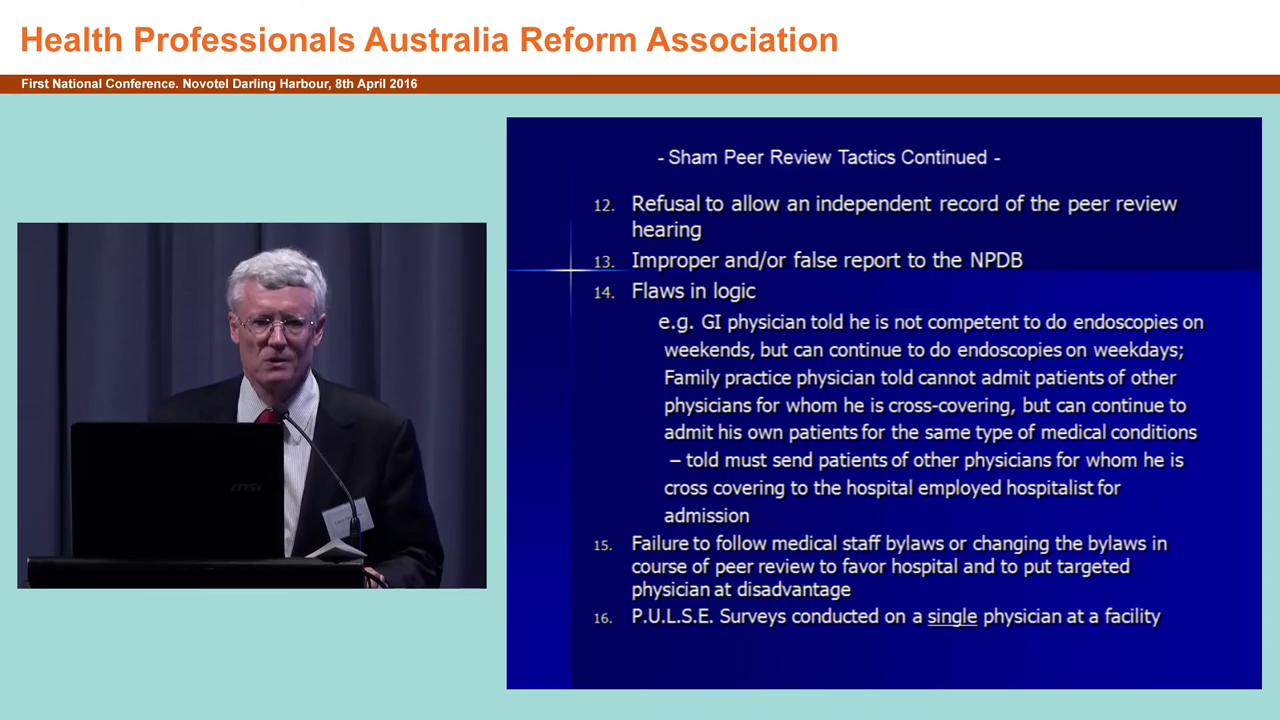 Health Professionals Australia Reform Association
First National Conference. Novotel Darling Harbour, 8th April 2016
- Sham Peer Review Tactics Continued -
12. Refusal to allow an independent record of the peer review
hearing
13. Improper and/or false report to the NPDB
14. Flaws in logic
e.g. GI physician told he is not competent to do endoscopies on
weekends, but can continue to do endoscopies on weekdays;
Family practice physician told cannot admit patients of other
physicians for whom he is cross-covering, but can continue to
admit his own patients for the same type of medical conditions
– told must send patients of other physicians for whom he is
cross covering to the hospital employed hospitalist for
admission
15. Failure to follow medical staff bylaws or changing the bylaws in
course of peer review to favor hospital and to put targeted
physician at disadvantage
16. P.U.L.S.E. Surveys conducted on a single physician at a facility
msi